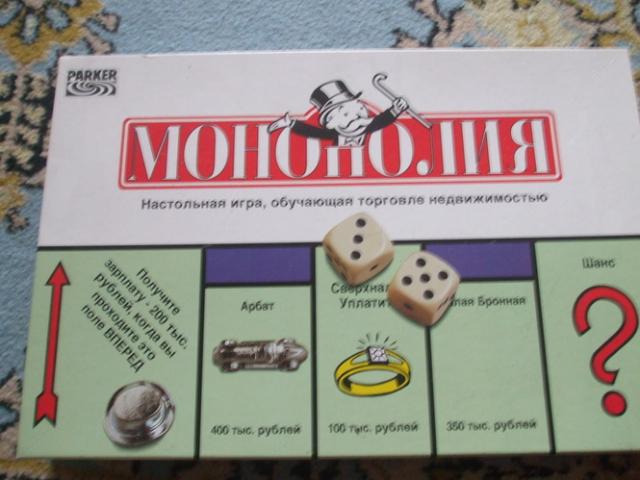 PARKER
МОНОПОЛИЯ
Настольная игра, обучающая торговле недвижимостью
Получите
зарплату - 200 тыс.
рублей, когда вы
проходите это
поле ВПЕРЕД
Арбат
400 тыс. рублей
Уплатит
100 тыс. рублей
Бронная
350 тыс. рублей
Шанс